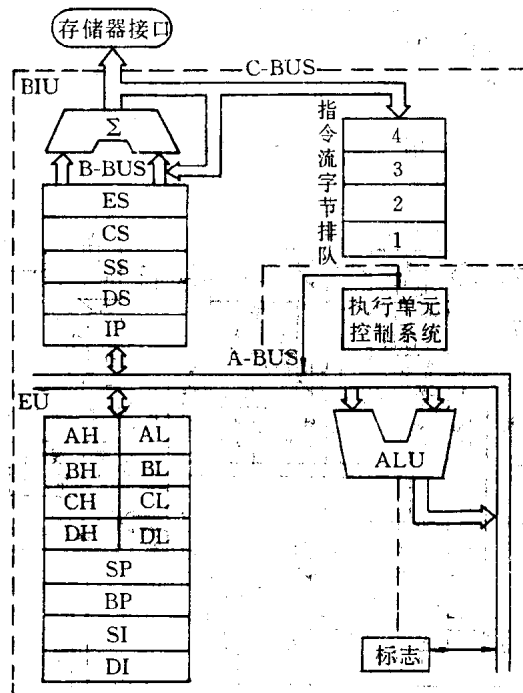 存储器接口
C-BUS
BIU
Σ
B-BUS
ES
CS
SS
DS
IP
指令流字节排队
4
3
2
1
执行单元
控制系统
A-BUS
EU
AH AL
BH BL
CH CL
DH DL
SP
BP
SI
DI
ALU
标志